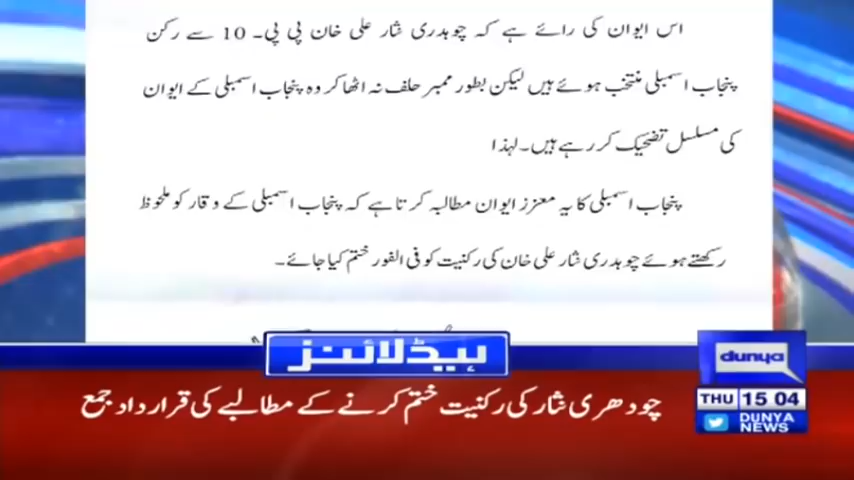 اس ایوان کی رائے ہے کہ چوہدری نثار علی خان پی پی۔ 10 سے رکن
پنجاب اسمبلی منتخب ہوئے ہیں لیکن بطور ممبر حلف نہ اٹھا کر وہ پنجاب اسمبلی کے ایوان
کی مسلسل تضحیک کر رہے ہیں۔ لہذا
پنجاب اسمبلی کا یہ معزز ایوان مطالبہ کرتا ہے کہ پنجاب اسمبلی کے وقار کو ملحوظ
رکھتے ہوئے چوہدری نثار علی خان کی رکنیت کو فی الفور ختم کیا جائے۔
ہیڈلائنز
چودھری نثار کی رکنیت ختم کرنے کے مطالبے کی قرارداد جمع
dunya
THU 15 04
DUNYA
NEWS